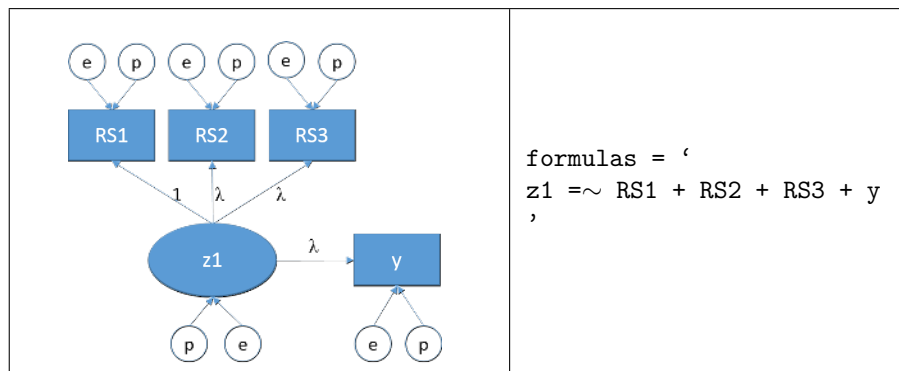 e p e p e p
RS1 RS2 RS3
1 λ λ
z1 λ y
p e e p
formulas = ‘
z1 =∼ RS1 + RS2 + RS3 + y
’